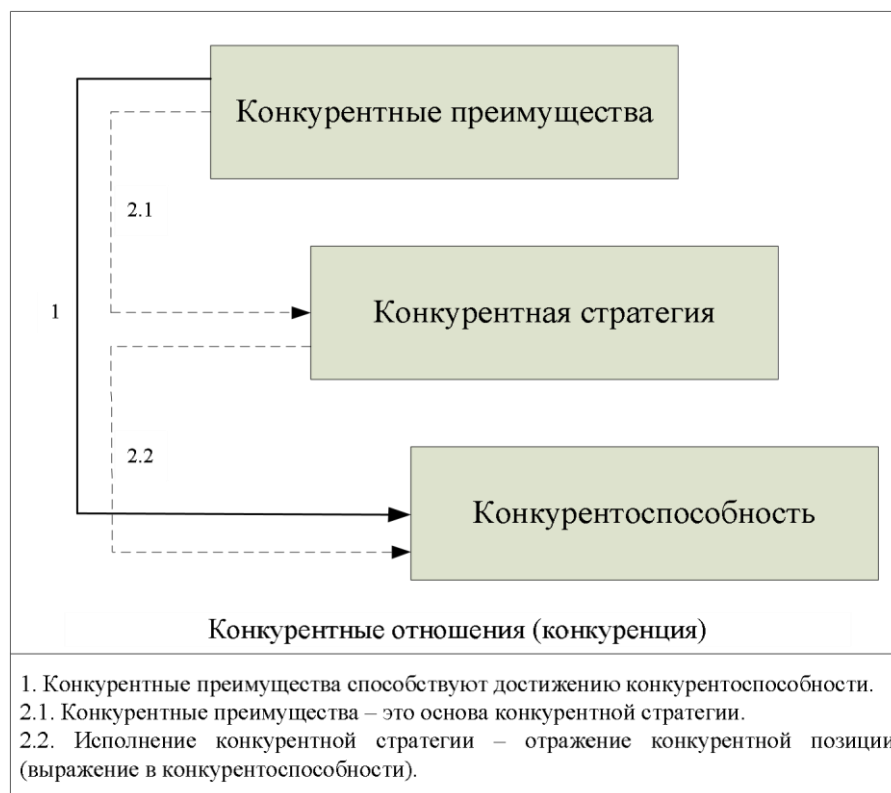 Конкурентные преимущества
2.1
Конкурентная стратегия
1
2.2
Конкурентоспособность
Конкурентные отношения (конкуренция)
1. Конкурентные преимущества способствуют достижению конкурентоспособности.
2.1. Конкурентные преимущества – это основа конкурентной стратегии.
2.2. Исполнение конкурентной стратегии – отражение конкурентной позиции
(выражение в конкурентоспособности).